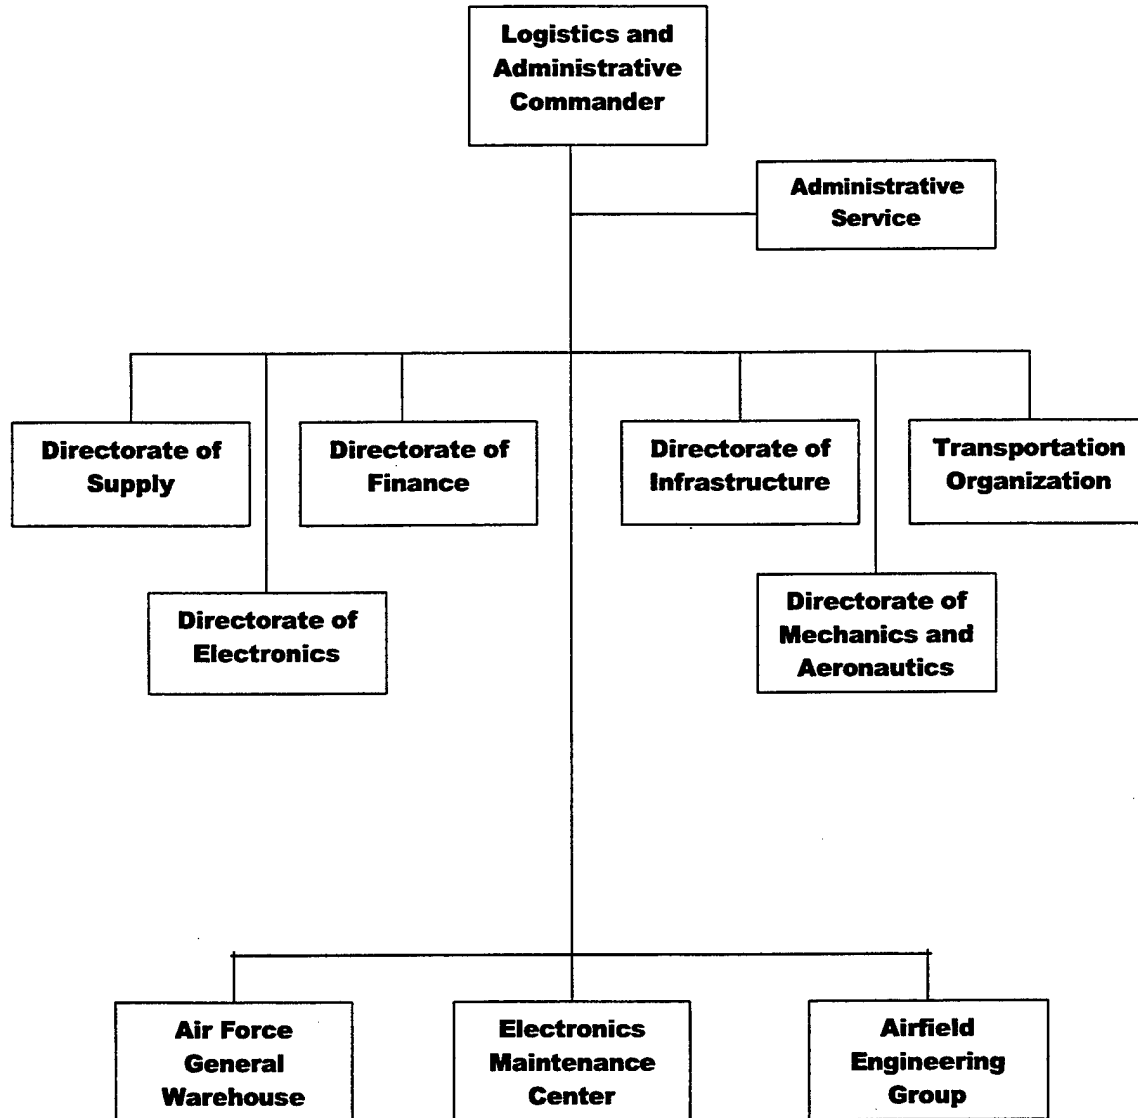 Logistics and
Administrative
Commander
Administrative
Service
Directorate of
Supply
Directorate of
Finance
Directorate of
Infrastructure
Transportation
Organization
Directorate of
Electronics
Directorate of
Mechanics and
Aeronautics
Air Force
General
Warehouse
Electronics
Maintenance
Center
Airfield
Engineering
Group